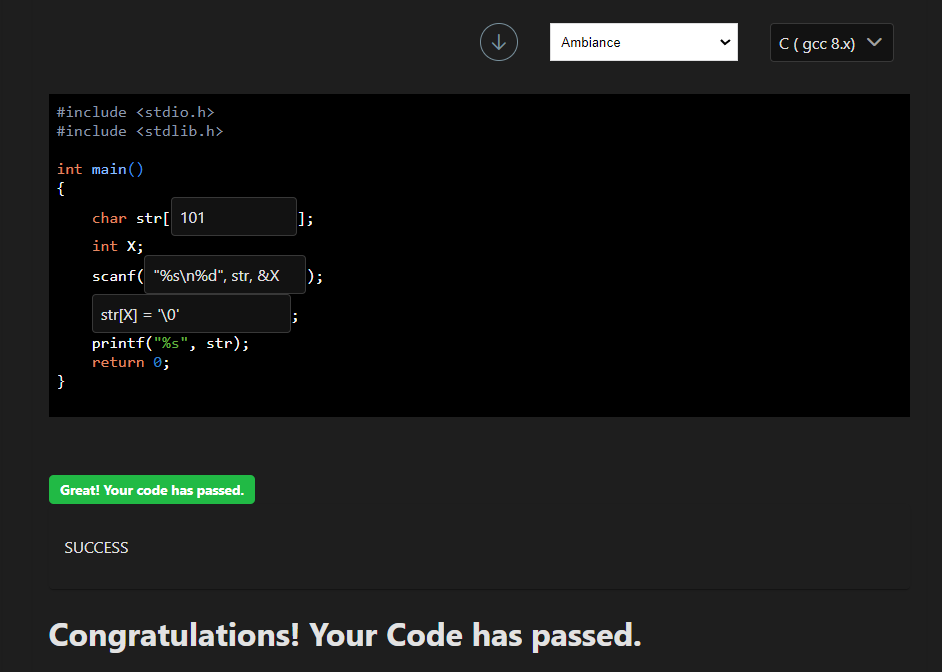 Ambiance C ( gcc 8.x)
#include <stdio.h>
#include <stdlib.h>
int main()
{
char str[ 101 ];
int X;
scanf( "%s\n%d", str, &X );
str[X] = '\0' ;
printf("%s", str);
return 0;
}
Great! Your code has passed.
SUCCESS
Congratulations! Your Code has passed.